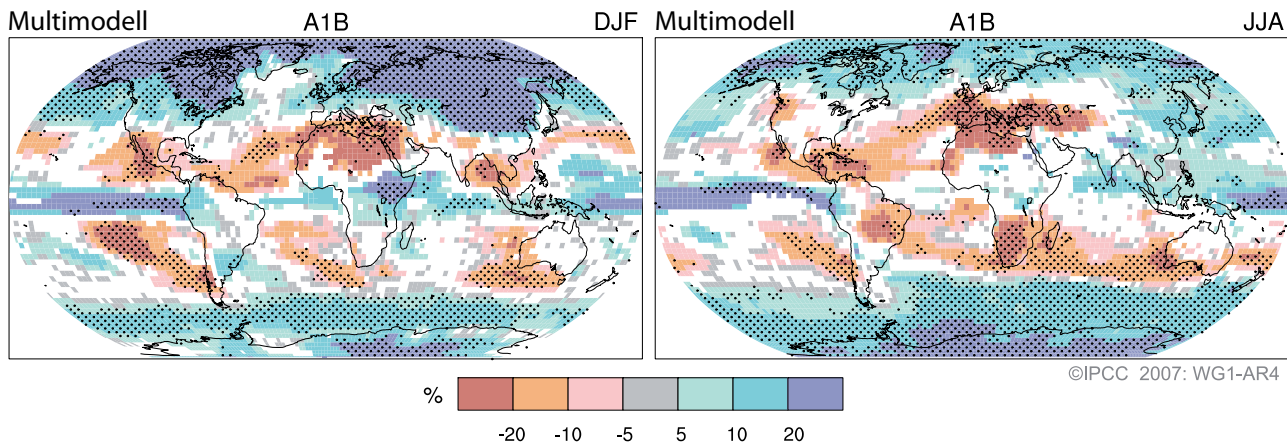 Multimodell A1B DJF
Multimodell A1B JJA
©IPCC 2007: WG1-AR4
%
-20 -10 -5 5 10 20